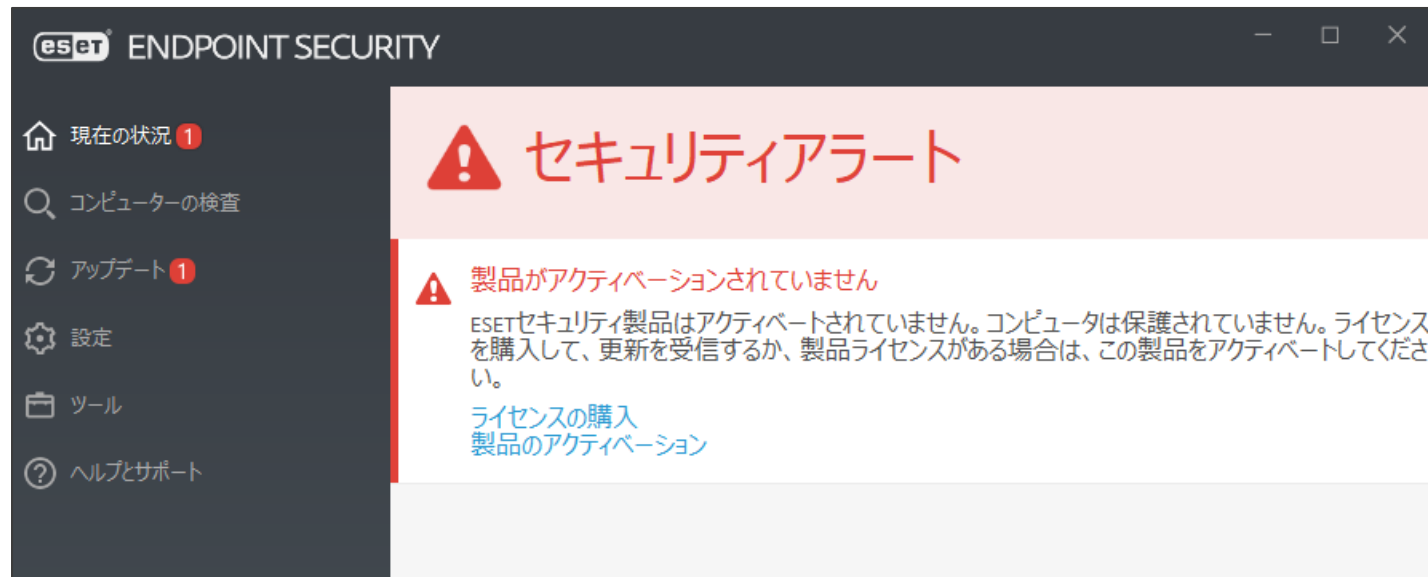 eset ENDPOINT SECURITY
現在の状況 1
コンピューターの検査
アップデート 1
設定
ツール
ヘルプとサポート
セキュリティアラート
製品がアクティベーションされていません
ESETセキュリティ製品はアクティベートされていません。コンピュータは保護されていません。ライセンス
を購入して、更新を受信するか、製品ライセンスがある場合は、この製品をアクティベートしてくださ
い。
ライセンスの購入
製品のアクティベーション